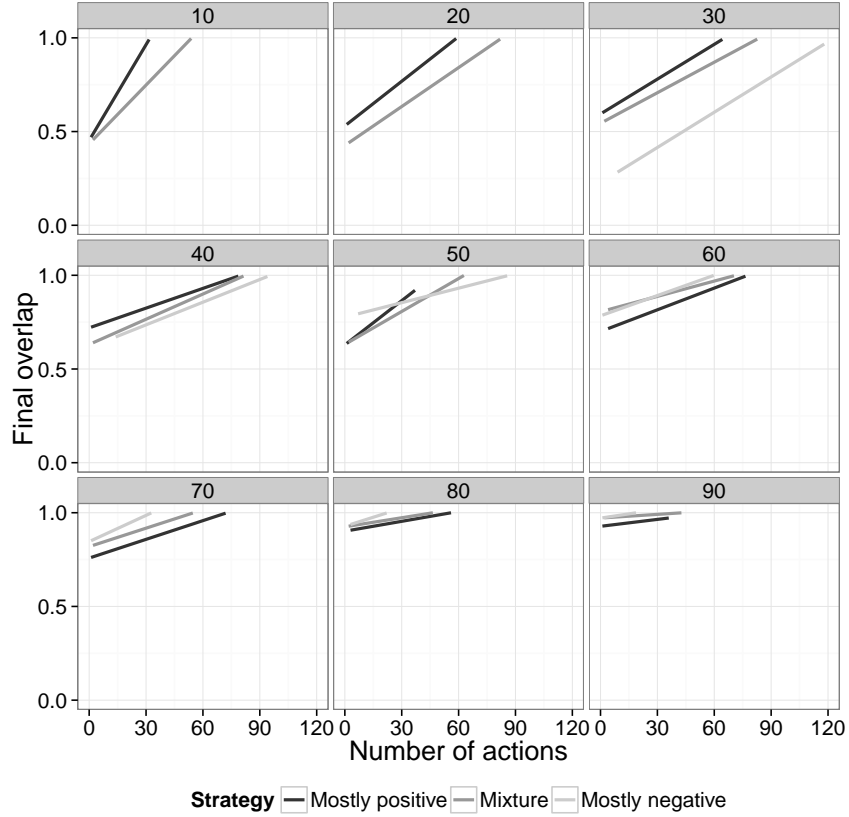 10 20 30
1.0
0.5
0.0
40 50 60
1.0
0.5
0.0
Final overlap
70 80 90
1.0
0.5
0.0
0 30 60 90 120 0 30 60 90 120 0 30 60 90 120
Number of actions
Strategy Mostly positive Mixture Mostly negative